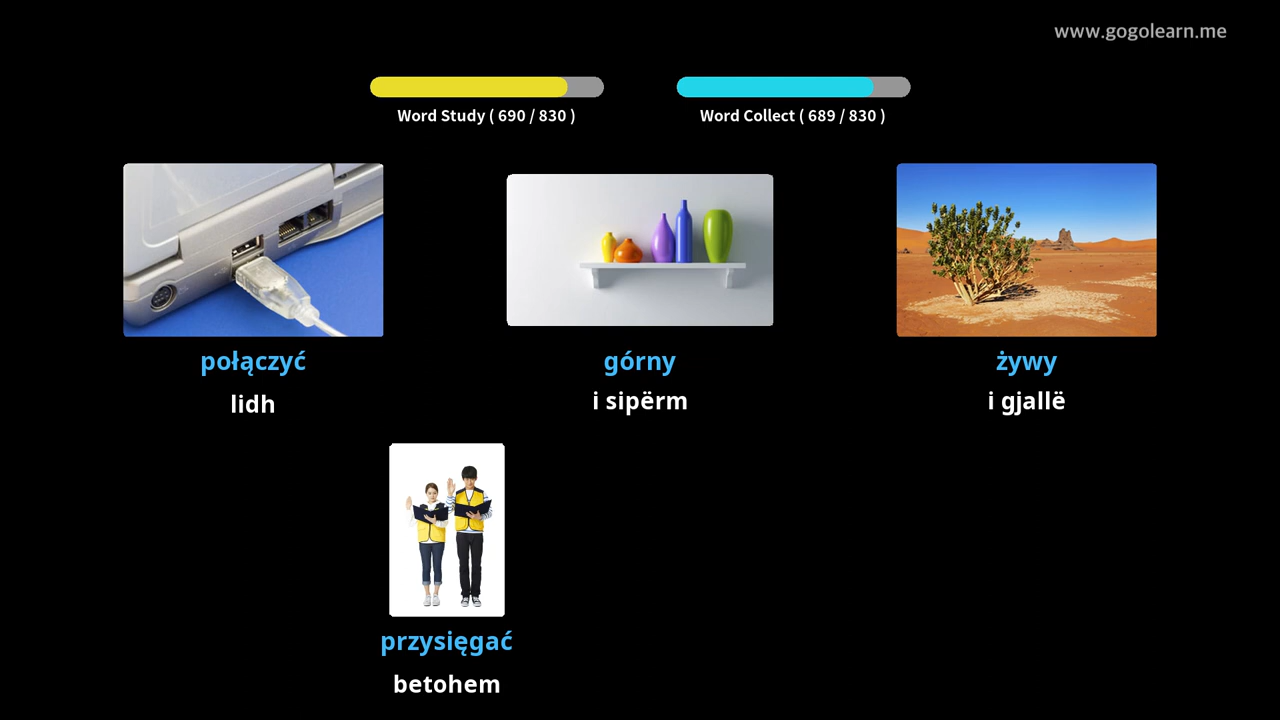 www.gogolearn.me
Word Study ( 690 / 830 )
Word Collect ( 689 / 830 )
połączyć
lidh
górny
i sipërm
żywy
i gjallë
przysięgać
betohem